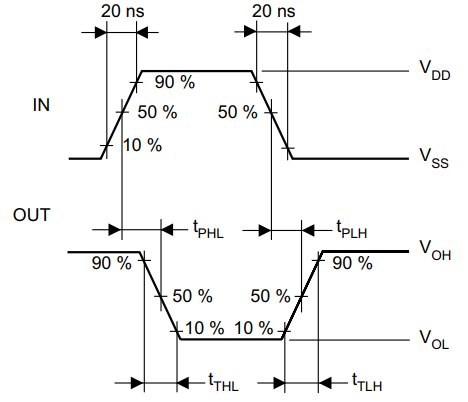 20 ns 20 ns
V_DD
90 %
IN
50 % 50 %
10 %
V_SS
OUT
t_PHL t_PLH
V_OH
90 % 90 %
50 % 50 %
10 % 10 %
V_OL
t_THL t_TLH